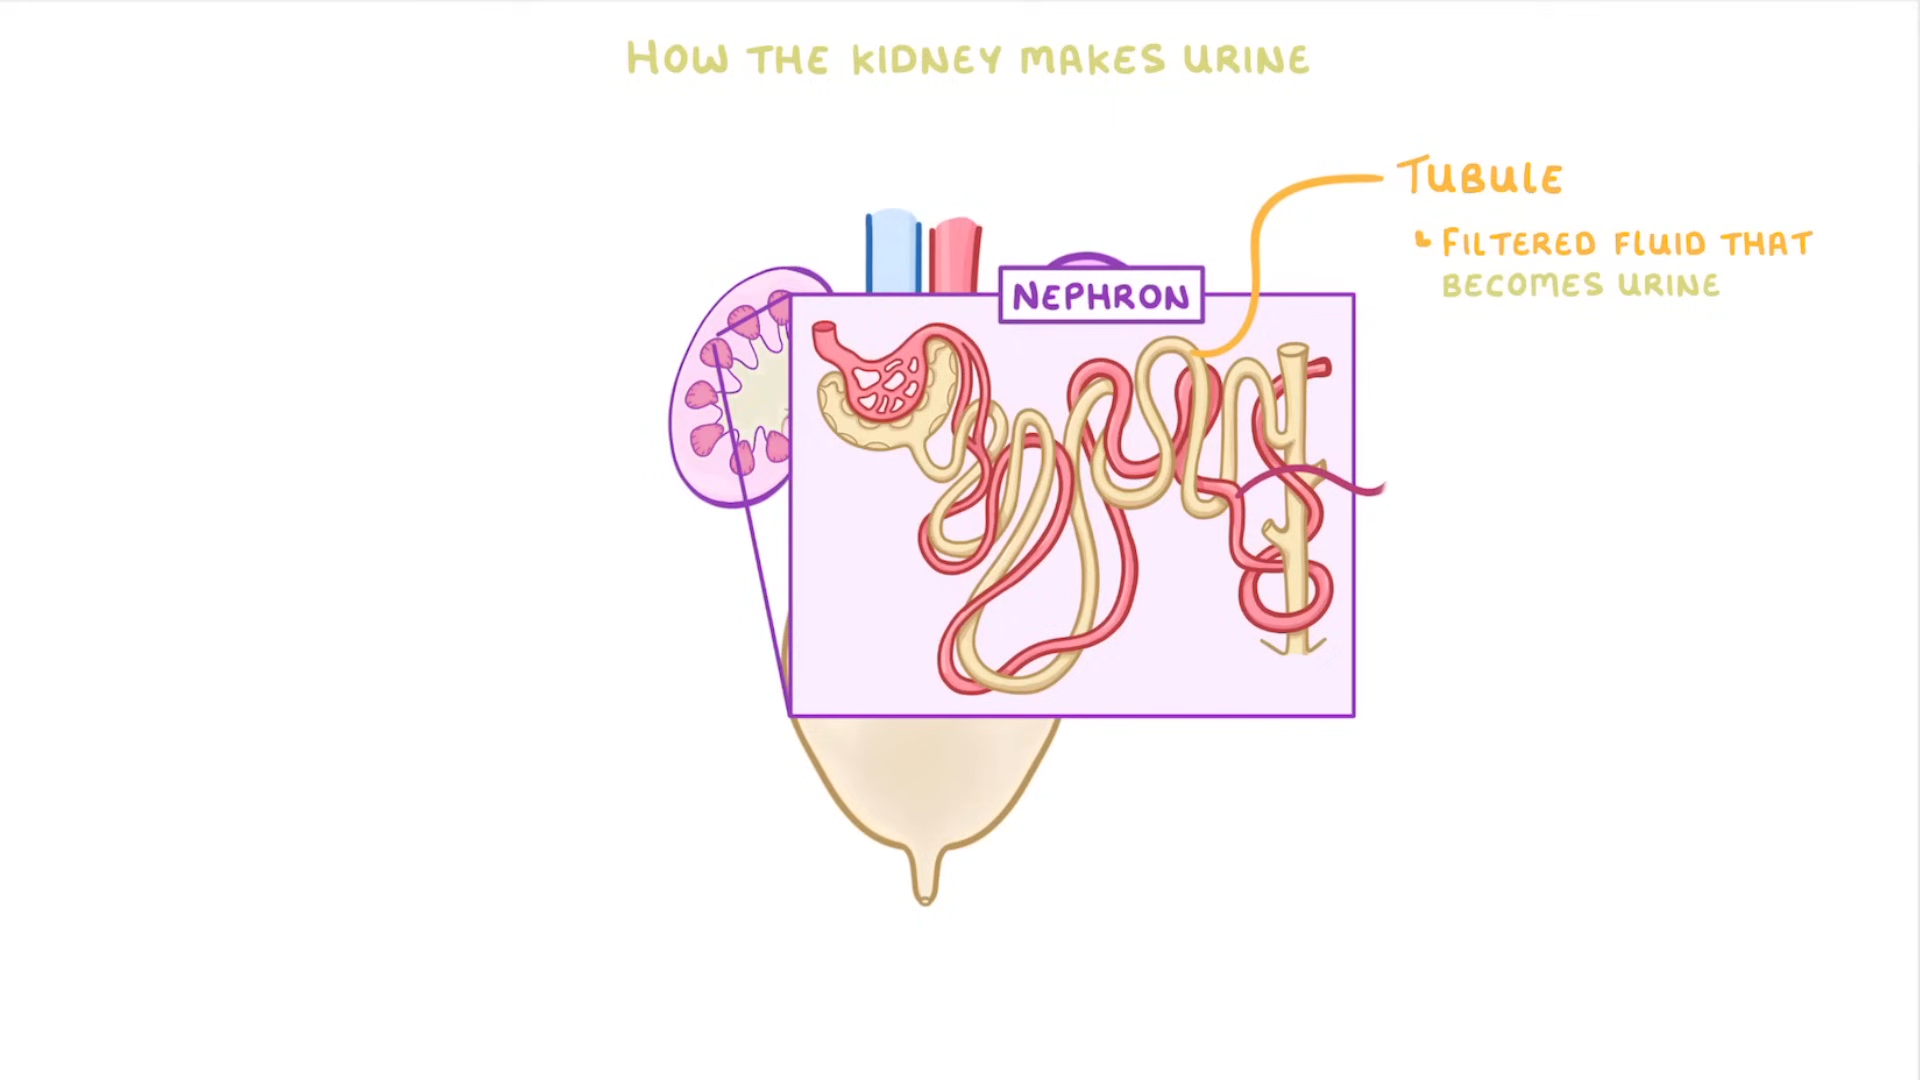 HOW THE KIDNEY MAKES URINE
TUBULE
FILTERED FLUID THAT
BECOMES URINE
NEPHRON